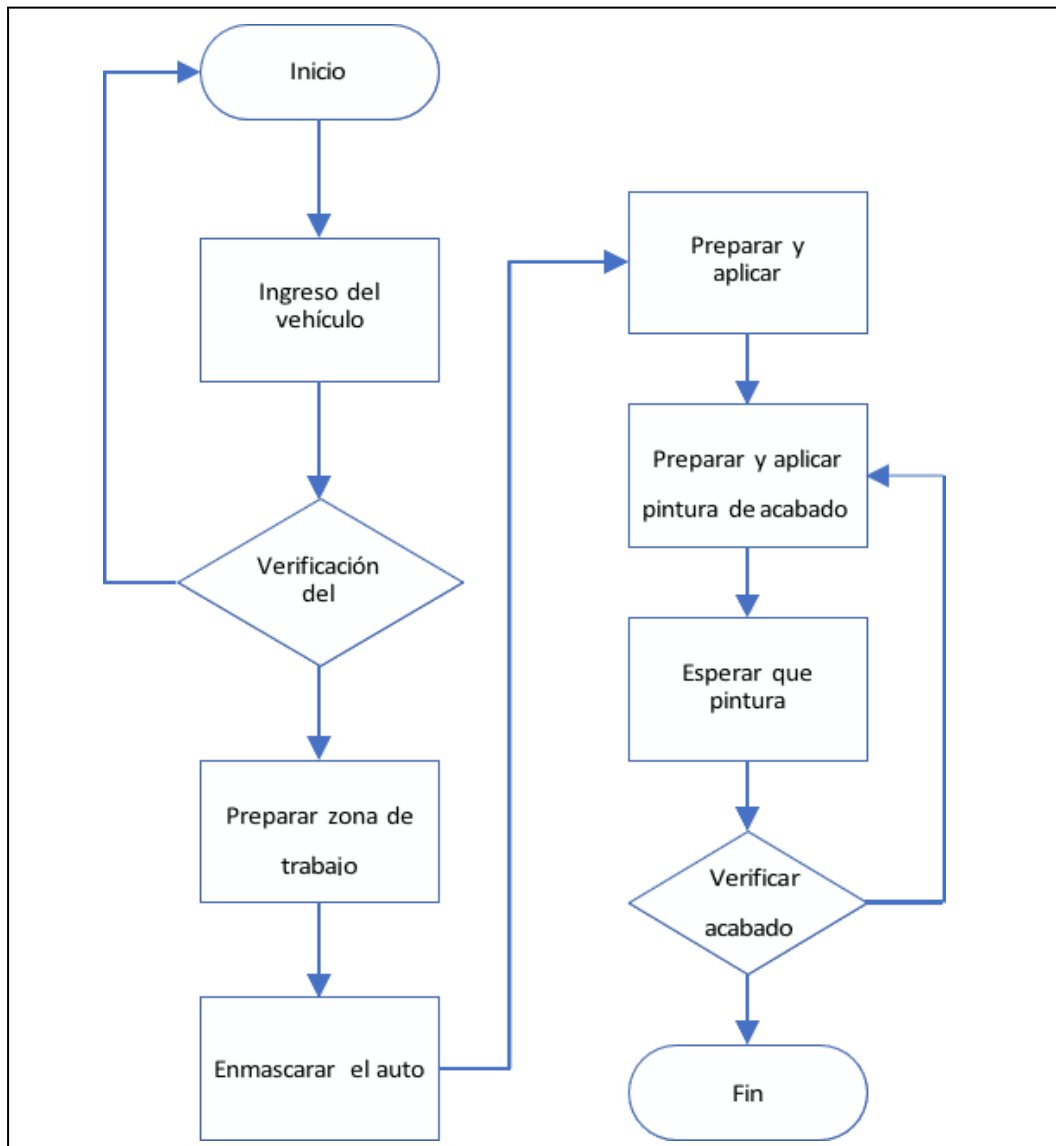 Inicio
Ingreso del
vehículo
Verificación
del
Preparar zona de
trabajo
Enmascarar el auto
Preparar y
aplicar
Preparar y aplicar
pintura de acabado
Esperar que
pintura
Verificar
acabado
Fin